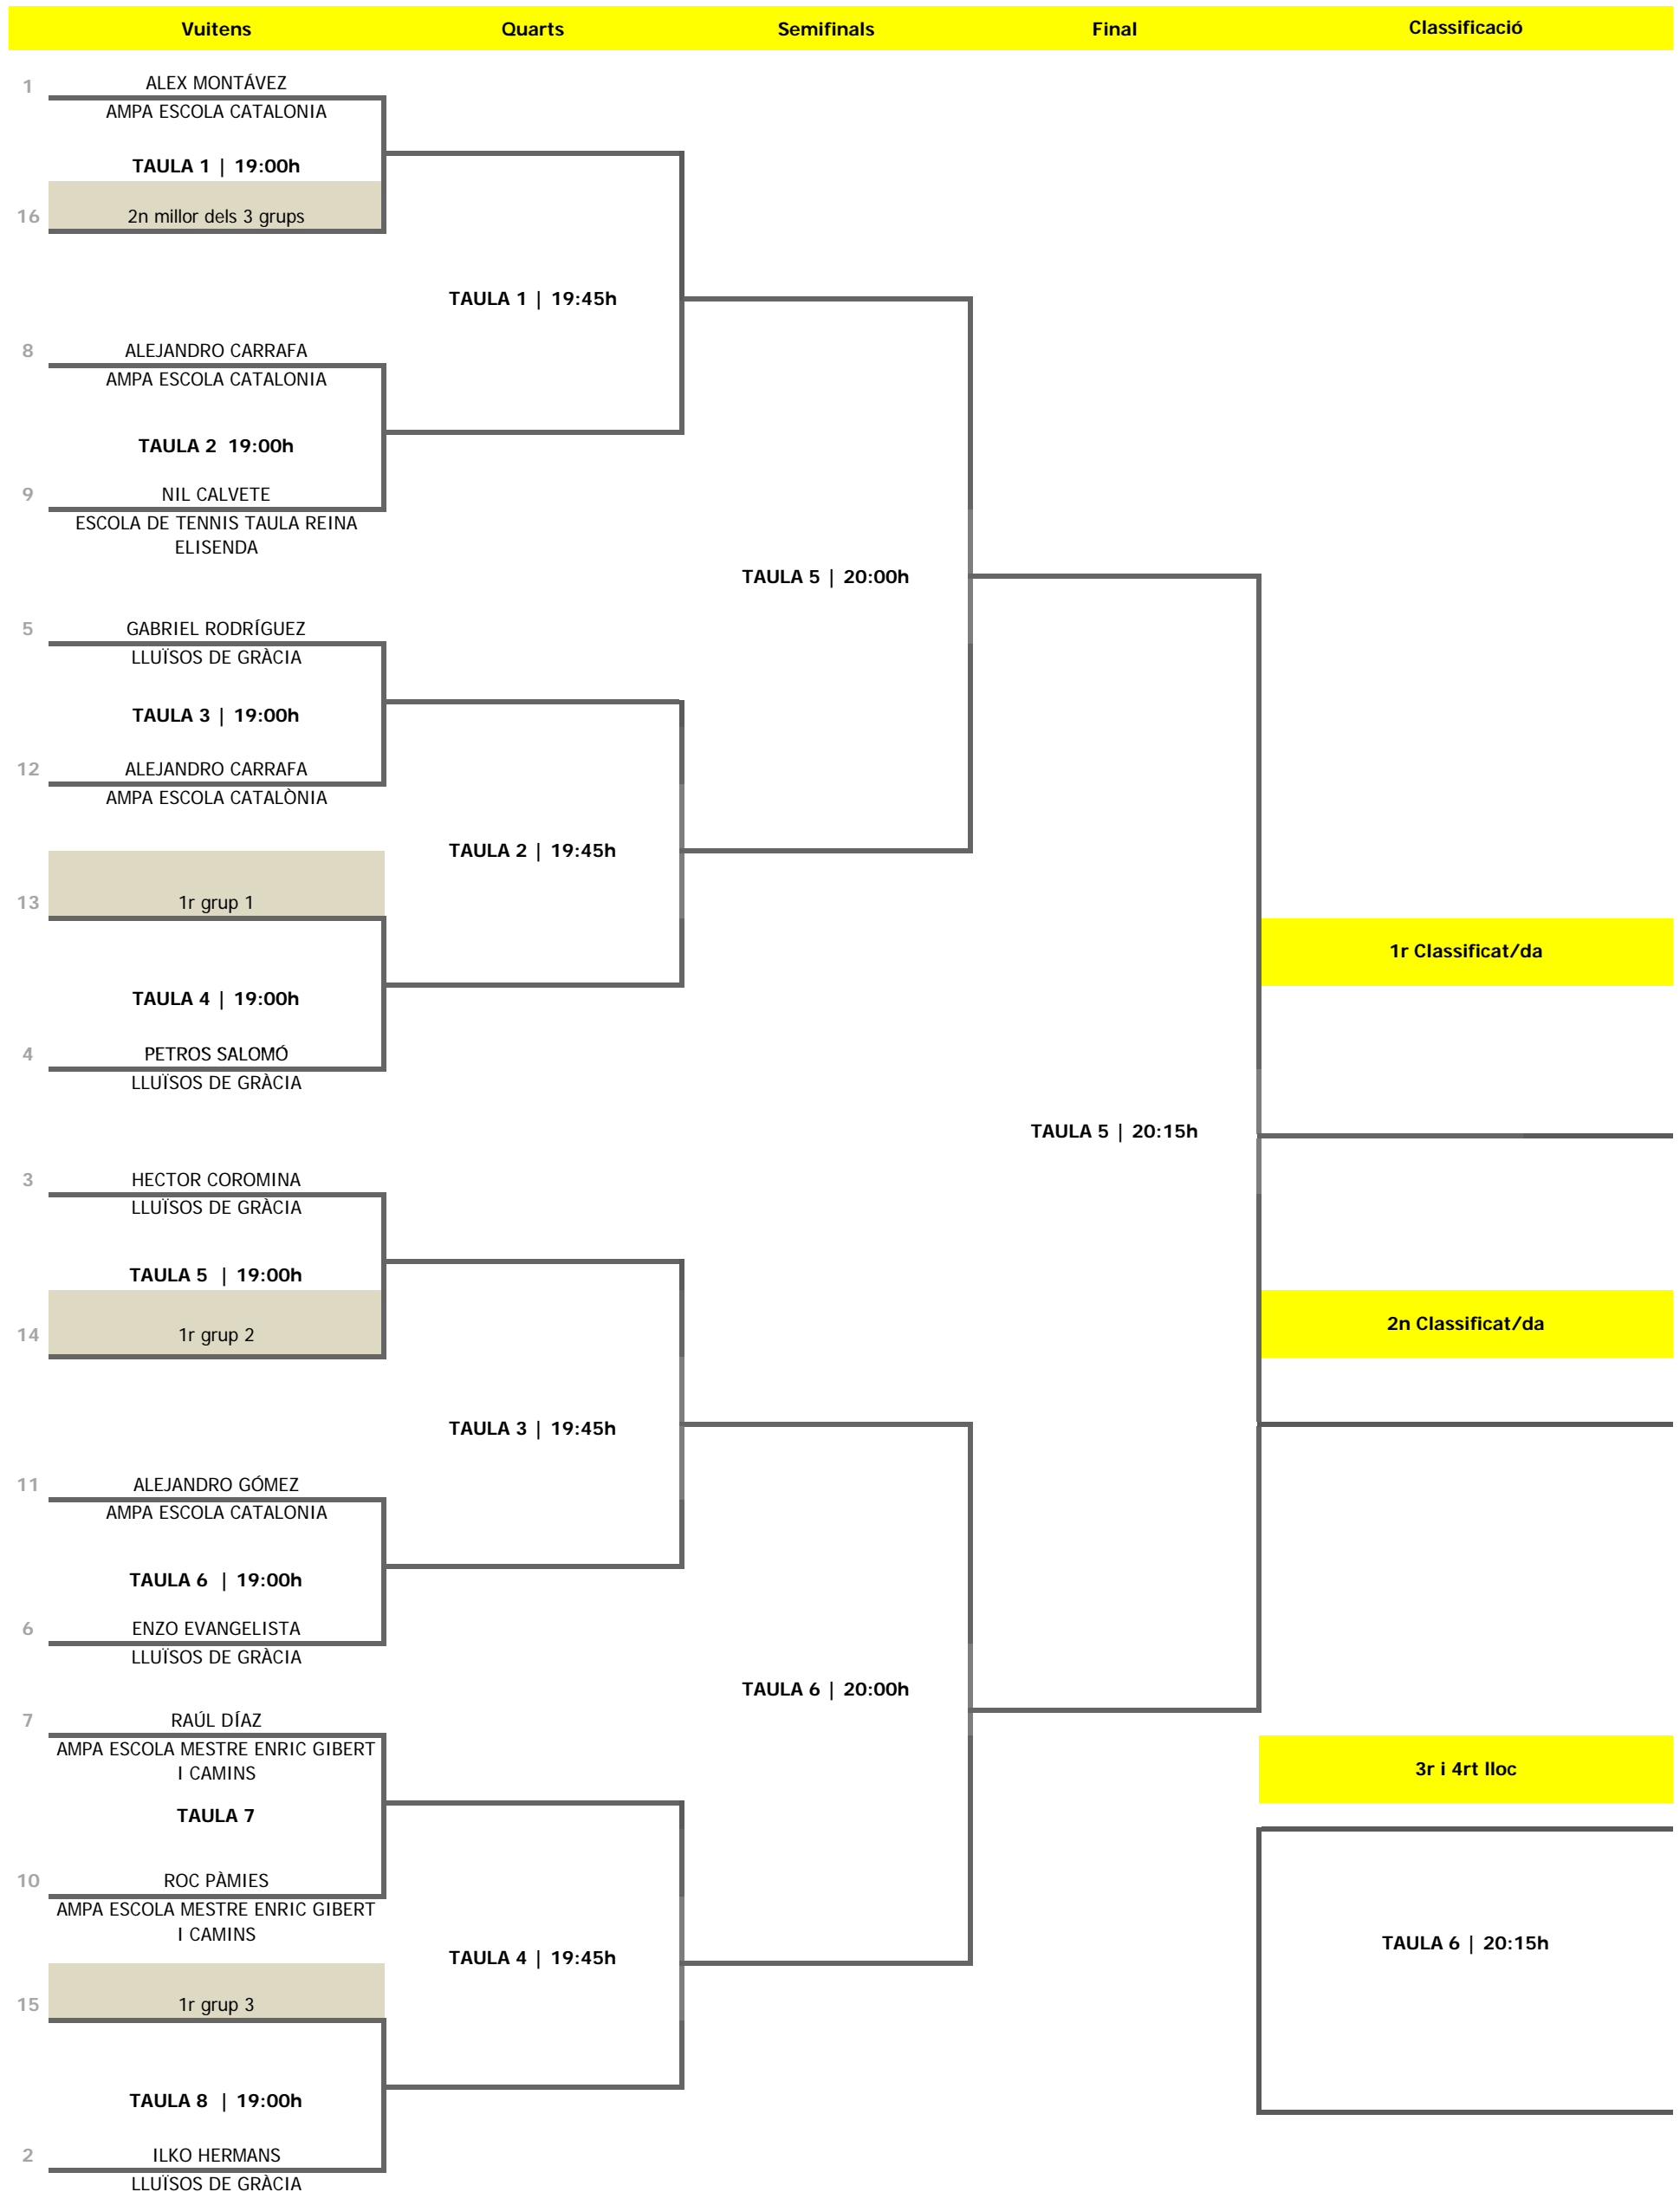 Vuitens Quarts Semifinals Final Classificació
1 ALEX MONTÁVEZ
AMPA ESCOLA CATALONIA
TAULA 1 | 19:00h
16 2n millor dels 3 grups
TAULA 1 | 19:45h
8 ALEJANDRO CARRAFA
AMPA ESCOLA CATALONIA
TAULA 2 19:00h
9 NIL CALVETE
ESCOLA DE TENNIS TAULA REINA
ELISENDA
TAULA 5 | 20:00h
5 GABRIEL RODRÍGUEZ
LLUÏSOS DE GRÀCIA
TAULA 3 | 19:00h
12 ALEJANDRO CARRAFA
AMPA ESCOLA CATALÒNIA
TAULA 2 | 19:45h
13 1r grup 1
1r Classificat/da
TAULA 4 | 19:00h
4 PETROS SALOMÓ
LLUÏSOS DE GRÀCIA
TAULA 5 | 20:15h
3 HECTOR COROMINA
LLUÏSOS DE GRÀCIA
TAULA 5 | 19:00h
14 1r grup 2
2n Classificat/da
TAULA 3 | 19:45h
11 ALEJANDRO GÓMEZ
AMPA ESCOLA CATALONIA
TAULA 6 | 19:00h
6 ENZO EVANGELISTA
LLUÏSOS DE GRÀCIA
TAULA 6 | 20:00h
7 RAÚL DÍAZ
AMPA ESCOLA MESTRE ENRIC GIBERT
I CAMINS
3r i 4rt lloc
TAULA 7
10 ROC PÀMIES
AMPA ESCOLA MESTRE ENRIC GIBERT
I CAMINS
TAULA 6 | 20:15h
TAULA 4 | 19:45h
15 1r grup 3
TAULA 8 | 19:00h
2 ILKO HERMANS
LLUÏSOS DE GRÀCIA